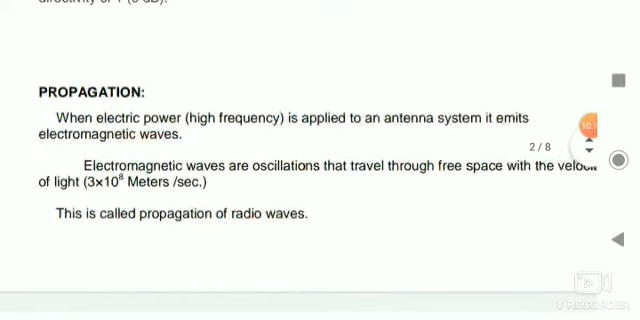 PROPAGATION:
When electric power (high frequency) is applied to an antenna system it emits
electromagnetic waves.
2/8
Electromagnetic waves are oscillations that travel through free space with the
of light (3×10⁸ Meters /sec.)
This is called propagation of radio waves.
V RECORDER